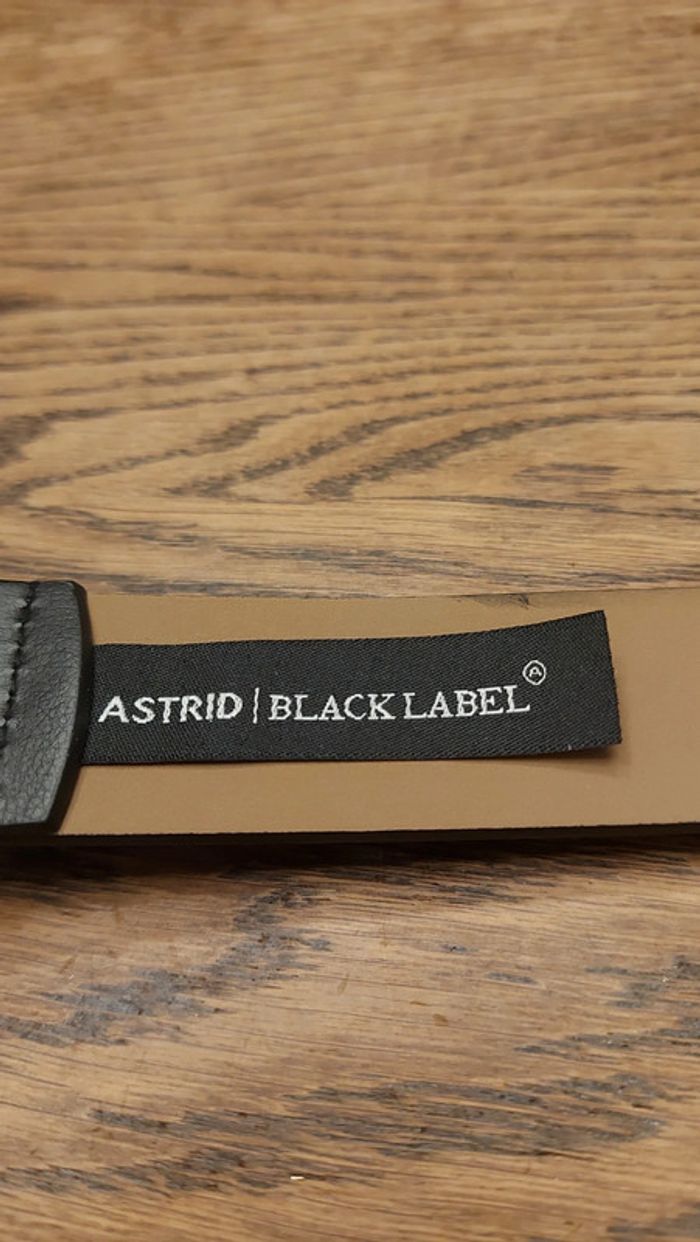 ASTRID | BLACK LABEL Ⓐ